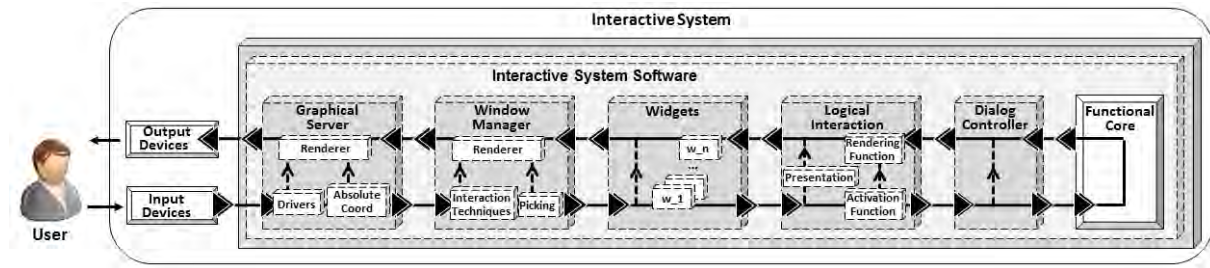 Interactive System
Interactive System Software
Graphical
Server
Window
Manager
Widgets
Logical
Interaction
Dialog
Controller
Functional
Core
Output
Devices
Renderer
Renderer
w_n
...
w_1
Rendering
Function
Presentation
Input
Devices
Drivers
Absolute
Coord
Interaction
Techniques
Picking
Activation
Function
User